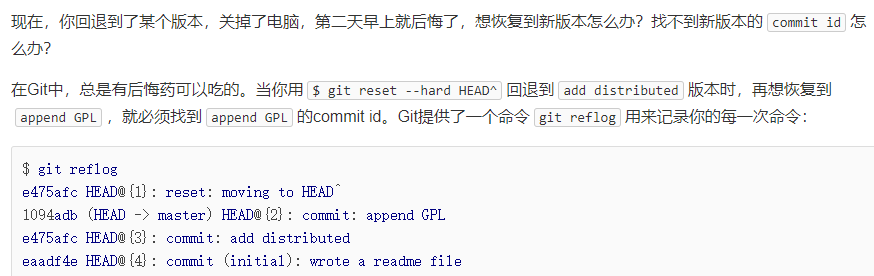 现在，你回退到了某个版本，关掉了电脑，第二天早上就后悔了，想恢复到新版本怎么办？找不到新版本的 commit id 怎
么办？
在Git中，总是有后悔药可以吃的。当你用 $ git reset --hard HEAD^ 回退到 add distributed 版本时，再想恢复到
append GPL ，就必须找到 append GPL 的commit id。Git提供了一个命令 git reflog 用来记录你的每一次命令：
$ git reflog
e475afc HEAD@{1}: reset: moving to HEAD^
1094adb (HEAD -> master) HEAD@{2}: commit: append GPL
e475afc HEAD@{3}: commit: add distributed
eaadf4e HEAD@{4}: commit (initial): wrote a readme file